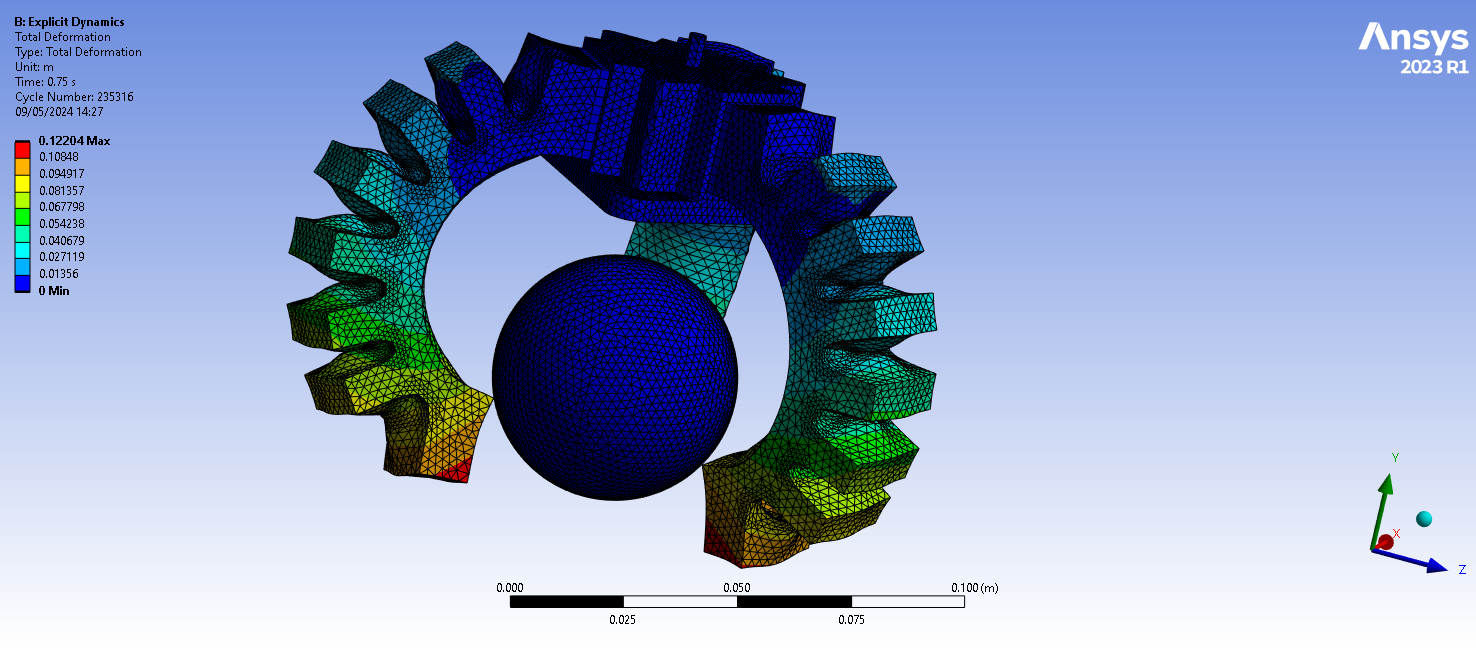 B: Explicit Dynamics
Total Deformation
Type: Total Deformation
Unit: m
Time: 0.75 s
Cycle Number: 235316
09/05/2024 14:27
0.12204 Max
0.10848
0.094917
0.081357
0.067798
0.054238
0.040679
0.027119
0.01356
0 Min
Ansys
2023 R1
0.000 0.050 0.100 (m)
0.025 0.075
Y
X
Z